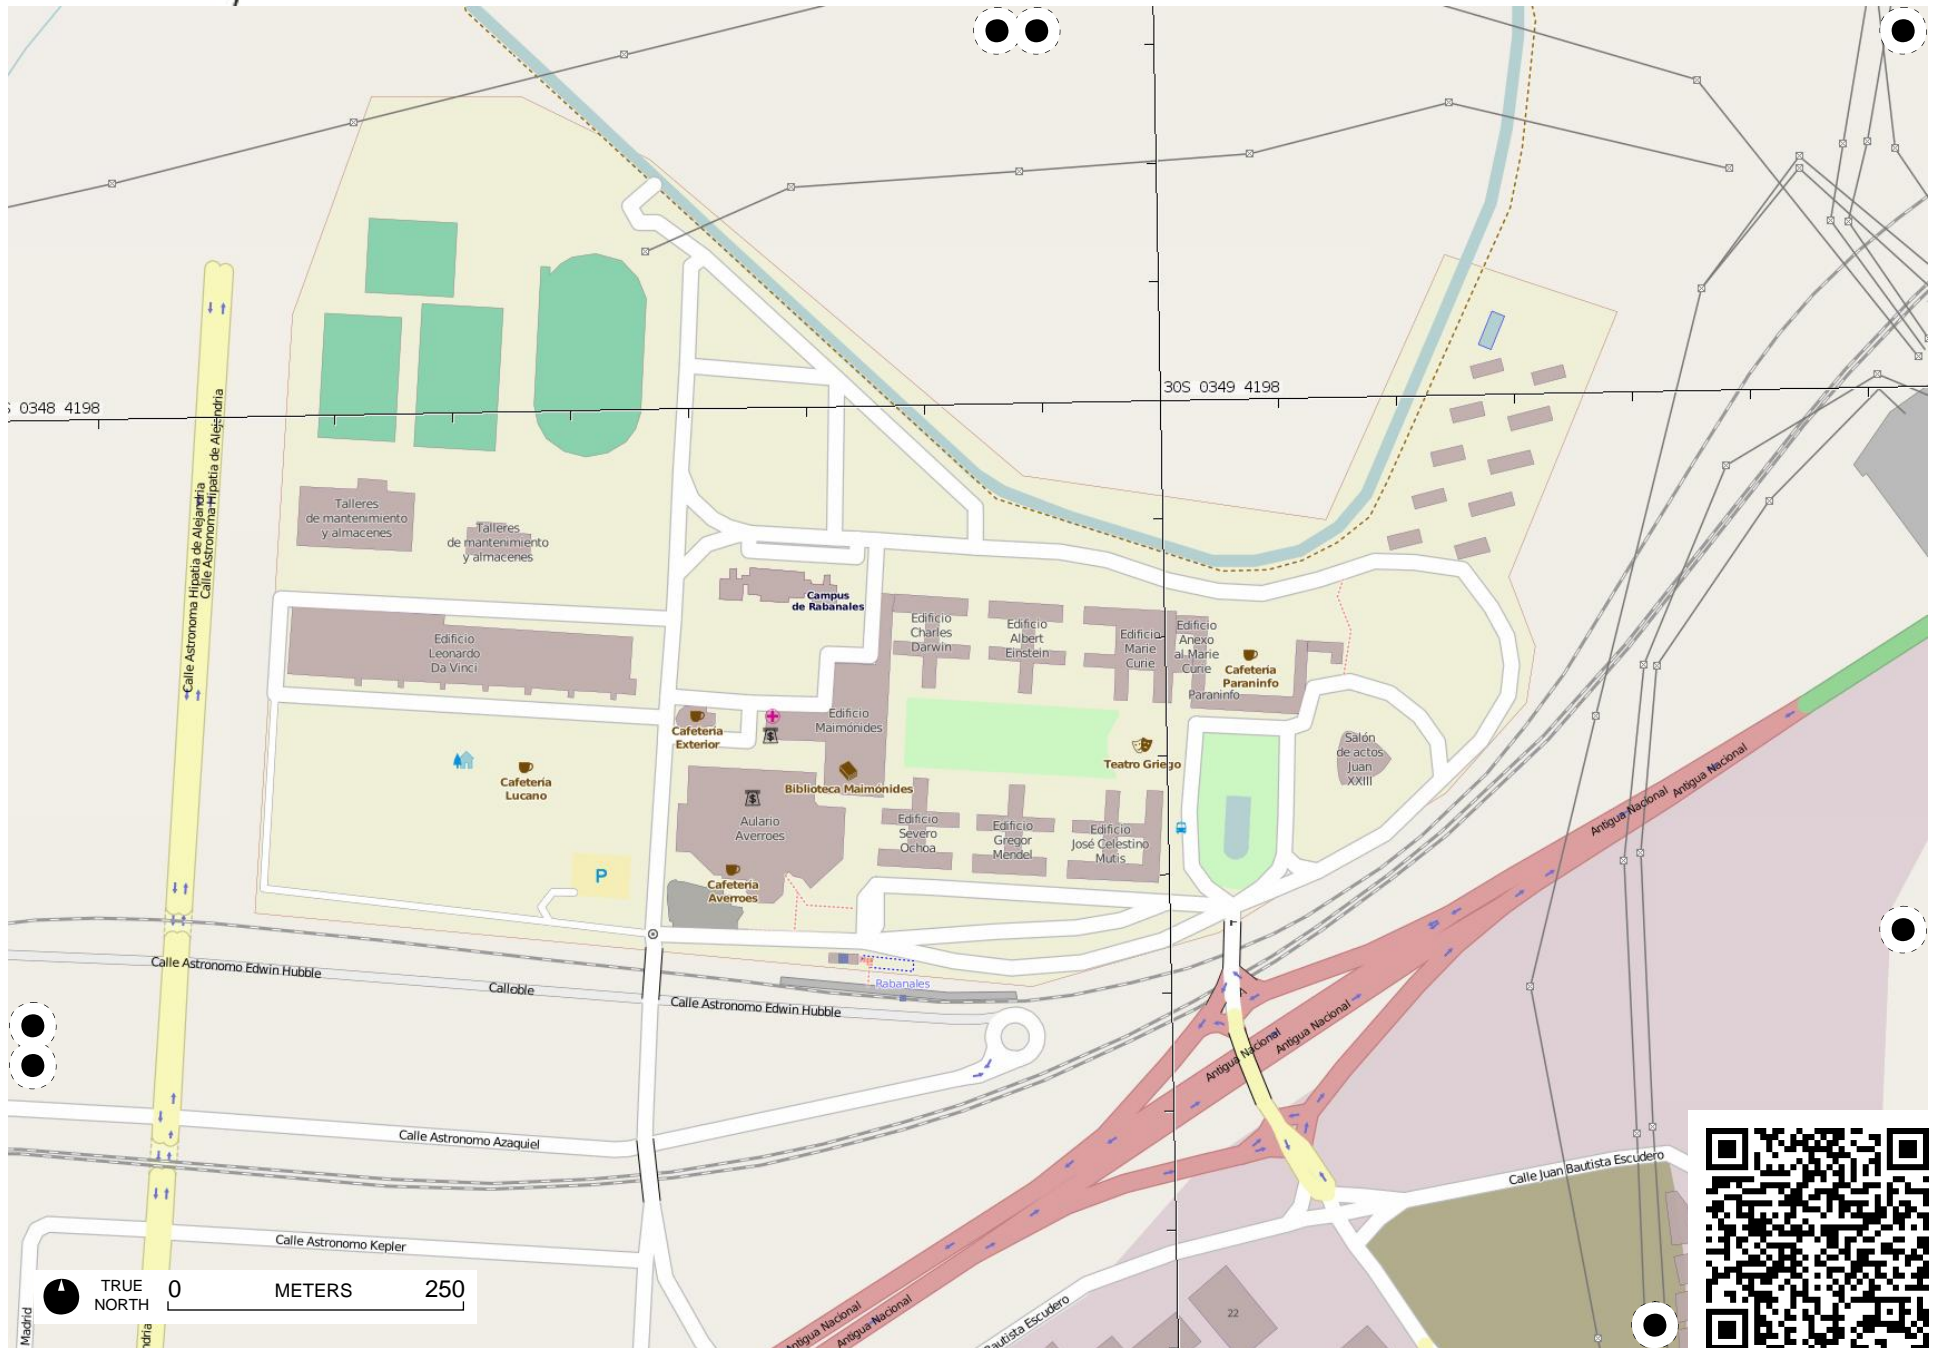 30S 0349 4198
S 0348 4198
Calle Astronoma Hipatia de Alejandria
Calle Astronoma Hipatia de Alejandria
Talleres
de mantenimiento
y almacenes
Talleres
de mantenimiento
y almacenes
Campus
de Rabanales
Edificio
Leonardo
Da Vinci
Edificio
Charles
Darwin
Edificio
Albert
Einstein
Edificio
Marie
Curie
Edificio
Anexo
al Marie
Curie
Cafetería
Paraninfo
Paraninfo
Edificio
Maimónides
Cafetería
Exterior
Teatro Griego
Salón
de actos
Juan
XXIII
Cafetería
Lucano
Biblioteca Maimónides
Aulario
Averroes
Edificio
Severo
Ochoa
Edificio
Gregor
Mendel
Edificio
José Celestino
Mutis
P
Cafetería
Averroes
Antigua Nacional
Antigua Nacional
Calle Astronomo Edwin Hubble
Calloble
Rabanales
Calle Astronomo Edwin Hubble
Antigua Nacional
Antigua Nacional
Calle Astronomo Azaquiel
Calle Juan Bautista Escudero
Calle Astronomo Kepler
TRUE
NORTH
0 METERS 250
Madrid
ndria
Antigua Nacional
Antigua Nacional
Bautista Escudero
22